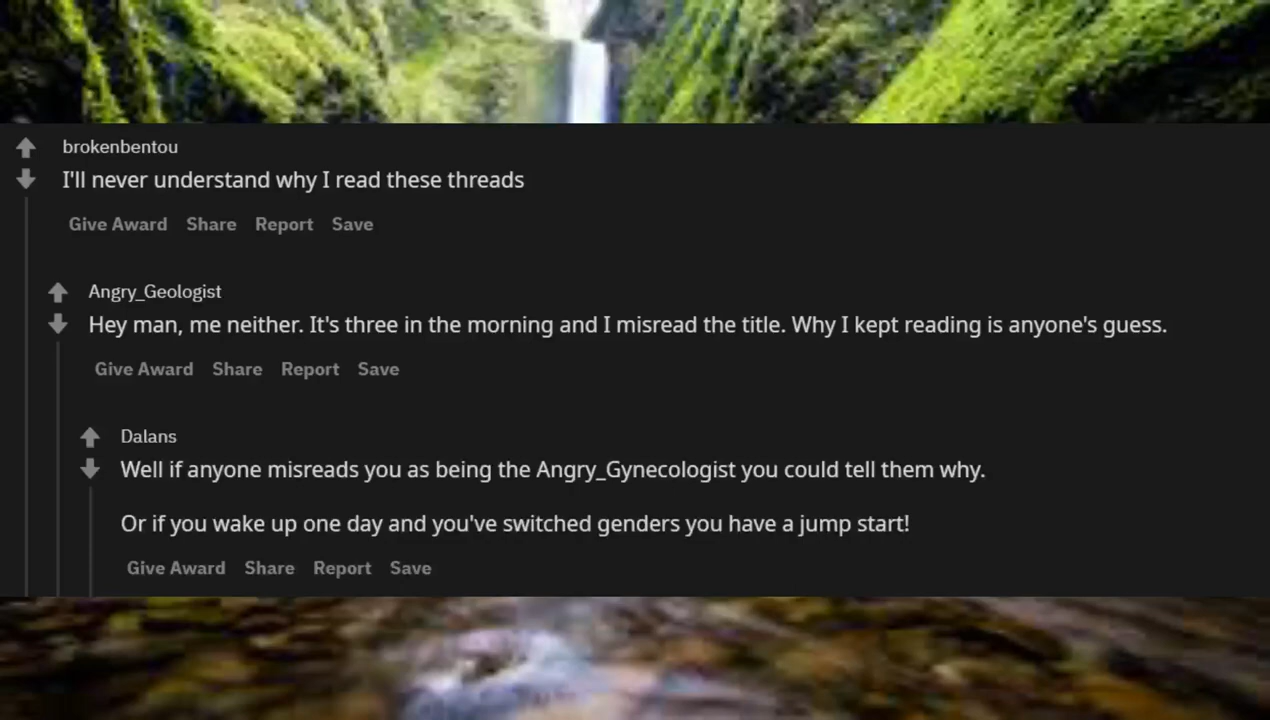 brokenbentou
I'll never understand why I read these threads
Give Award Share Report Save
Angry_Geologist
Hey man, me neither. It's three in the morning and I misread the title. Why I kept reading is anyone's guess.
Give Award Share Report Save
Dalans
Well if anyone misreads you as being the Angry_Gynecologist you could tell them why.
Or if you wake up one day and you've switched genders you have a jump start!
Give Award Share Report Save